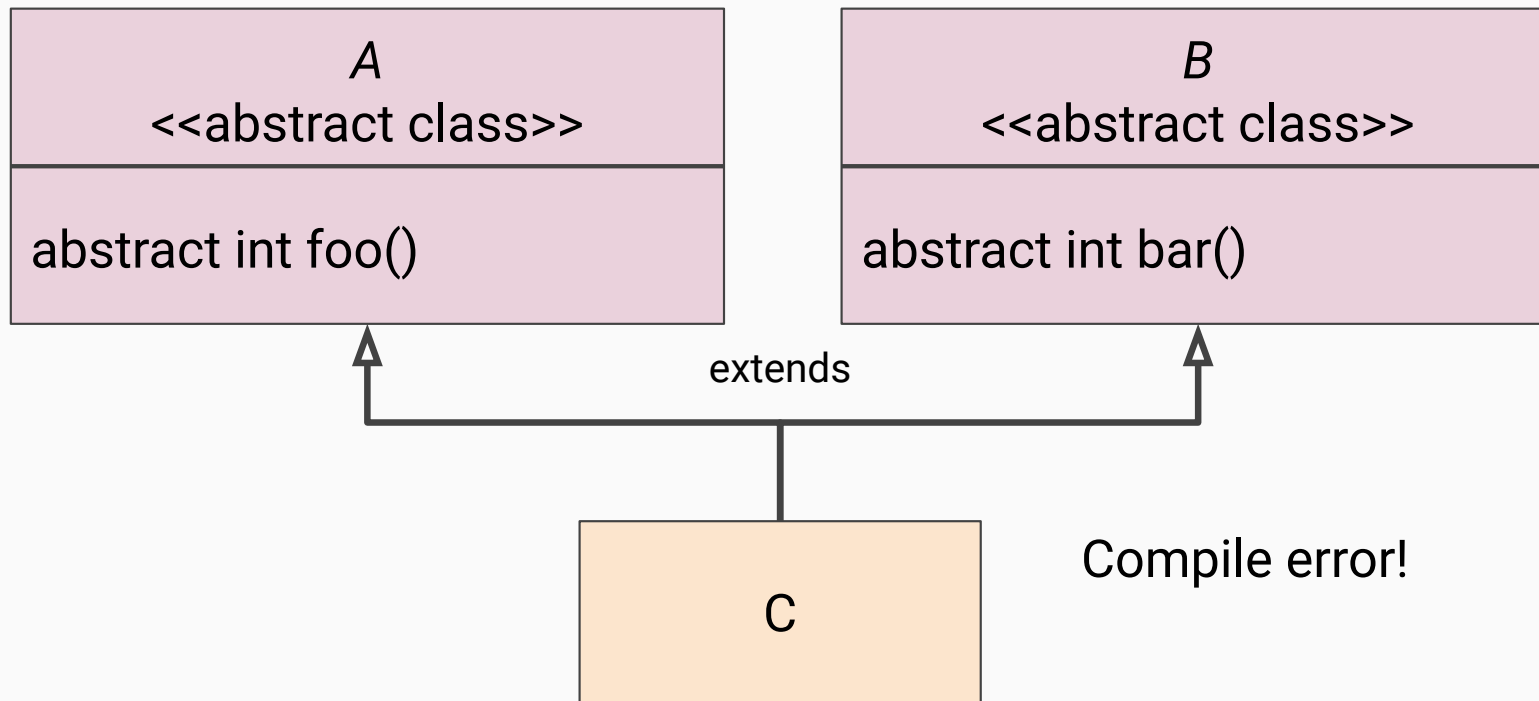 A
<<abstract class>>
abstract int foo()
B
<<abstract class>>
abstract int bar()
extends
C
Compile error!